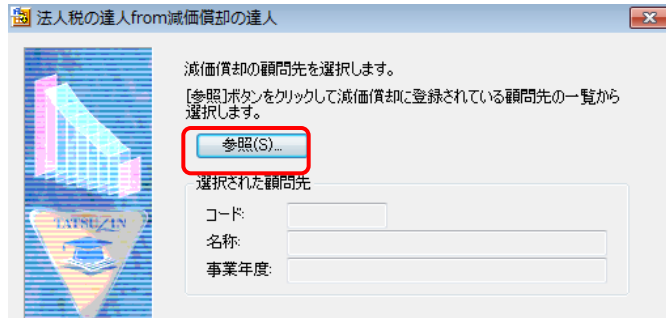 法人税の達人from減価償却の達人
減価償却の顧問先を選択します。
[参照]ボタンをクリックして減価償却に登録されている顧問先の一覧から
選択します。
参照(S)...
選択された顧問先
コード:
名称:
事業年度:
TATSUZIN